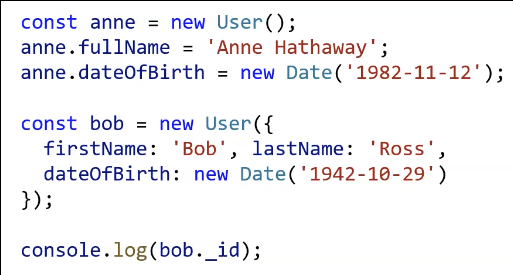 const anne = new User();
anne.fullName = 'Anne Hathaway';
anne.dateOfBirth = new Date('1982-11-12');
const bob = new User({
firstName: 'Bob', lastName: 'Ross',
dateOfBirth: new Date('1942-10-29')
});
console.log(bob._id);